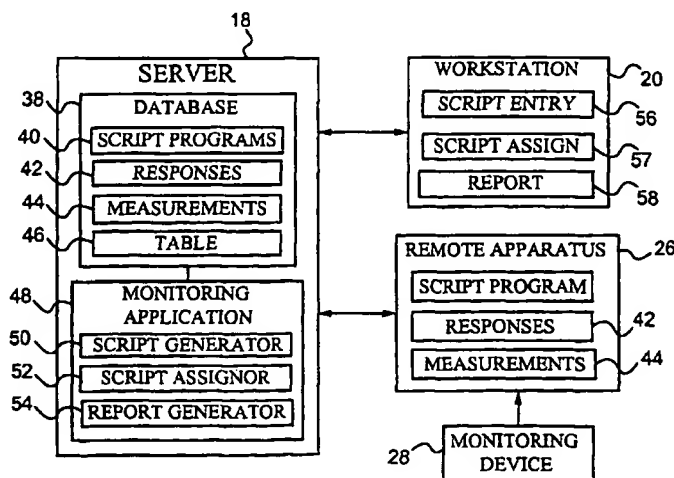 18
SERVER
38
DATABASE
40
SCRIPT PROGRAMS
42
RESPONSES
44
MEASUREMENTS
46
TABLE
48
MONITORING
APPLICATION
50
SCRIPT GENERATOR
52
SCRIPT ASSIGNOR
54
REPORT GENERATOR
WORKSTATION
20
SCRIPT ENTRY
56
SCRIPT ASSIGN
57
REPORT
58
REMOTE APPARATUS
26
SCRIPT PROGRAM
RESPONSES
42
MEASUREMENTS
44
28
MONITORING
DEVICE